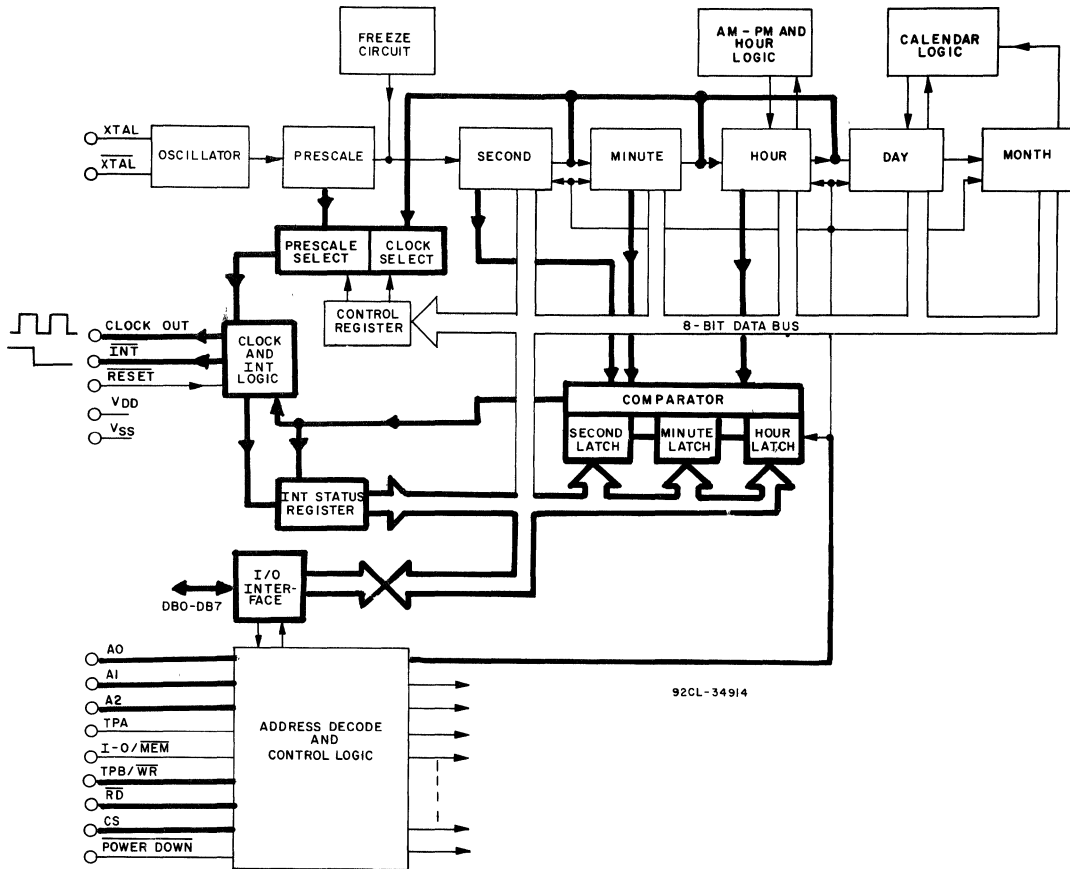 FREEZE
CIRCUIT
AM-PM AND
HOUR
LOGIC
CALENDAR
LOGIC
XTAL
XTAL
OSCILLATOR
PRESCALE
SECOND
MINUTE
HOUR
DAY
MONTH
PRESCALE
SELECT
CLOCK
SELECT
CONTROL
REGISTER
8-BIT DATA BUS
CLOCK OUT
INT
RESET
VDD
VSS
CLOCK
AND
INT
LOGIC
COMPARATOR
SECOND
LATCH
MINUTE
LATCH
HOUR
LATCH
INT STATUS
REGISTER
I/O
INTER-
FACE
DB0-DB7
A0
A1
A2
TPA
I-O/MEM
TPB/WR
RD
CS
POWER DOWN
ADDRESS DECODE
AND
CONTROL LOGIC
92CL-34914